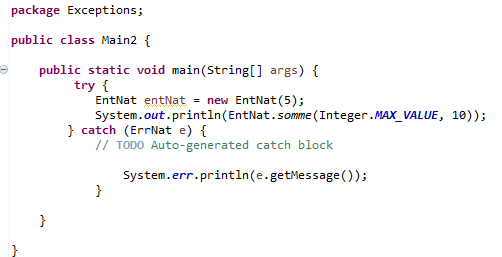 package Exceptions;
public class Main2 {
public static void main(String[] args) {
try {
EntNat entNat = new EntNat(5);
System.out.println(EntNat.somme(Integer.MAX_VALUE, 10));
} catch (ErrNat e) {
// TODO Auto-generated catch block
System.err.println(e.getMessage());
}
}
}